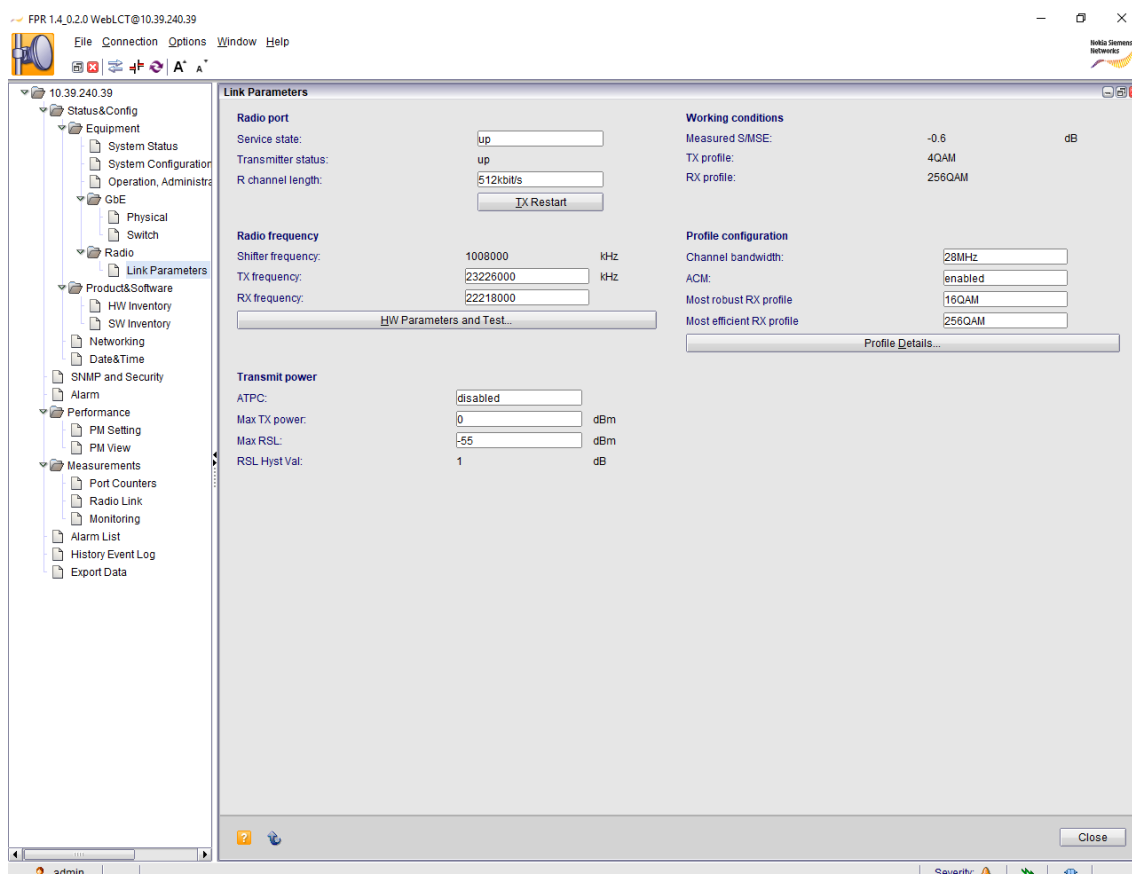 FPR 1.4_0.2.0 WebLCT@10.39.240.39
File Connection Options Window Help
Nokia Siemens
Networks
A A
10.39.240.39
Status&Config
Equipment
System Status
System Configuration
Operation, Administra
GbE
Physical
Switch
Radio
Link Parameters
Product&Software
HW Inventory
SW Inventory
Networking
Date&Time
SNMP and Security
Alarm
Performance
PM Setting
PM View
Measurements
Port Counters
Radio Link
Monitoring
Alarm List
History Event Log
Export Data
Link Parameters
Radio port
Service state: up
Transmitter status: up
R channel length: 512kbit/s
TX Restart
Working conditions
Measured S/MSE: -0.6 dB
TX profile: 4QAM
RX profile: 256QAM
Radio frequency
Shifter frequency: 1008000 kHz
TX frequency: 23226000 kHz
RX frequency: 22218000
HW Parameters and Test...
Profile configuration
Channel bandwidth: 28MHz
ACM: enabled
Most robust RX profile 16QAM
Most efficient RX profile 256QAM
Profile Details...
Transmit power
ATPC: disabled
Max TX power: 0 dBm
Max RSL: -55 dBm
RSL Hyst Val: 1 dB
?
Close
admin
Severity: